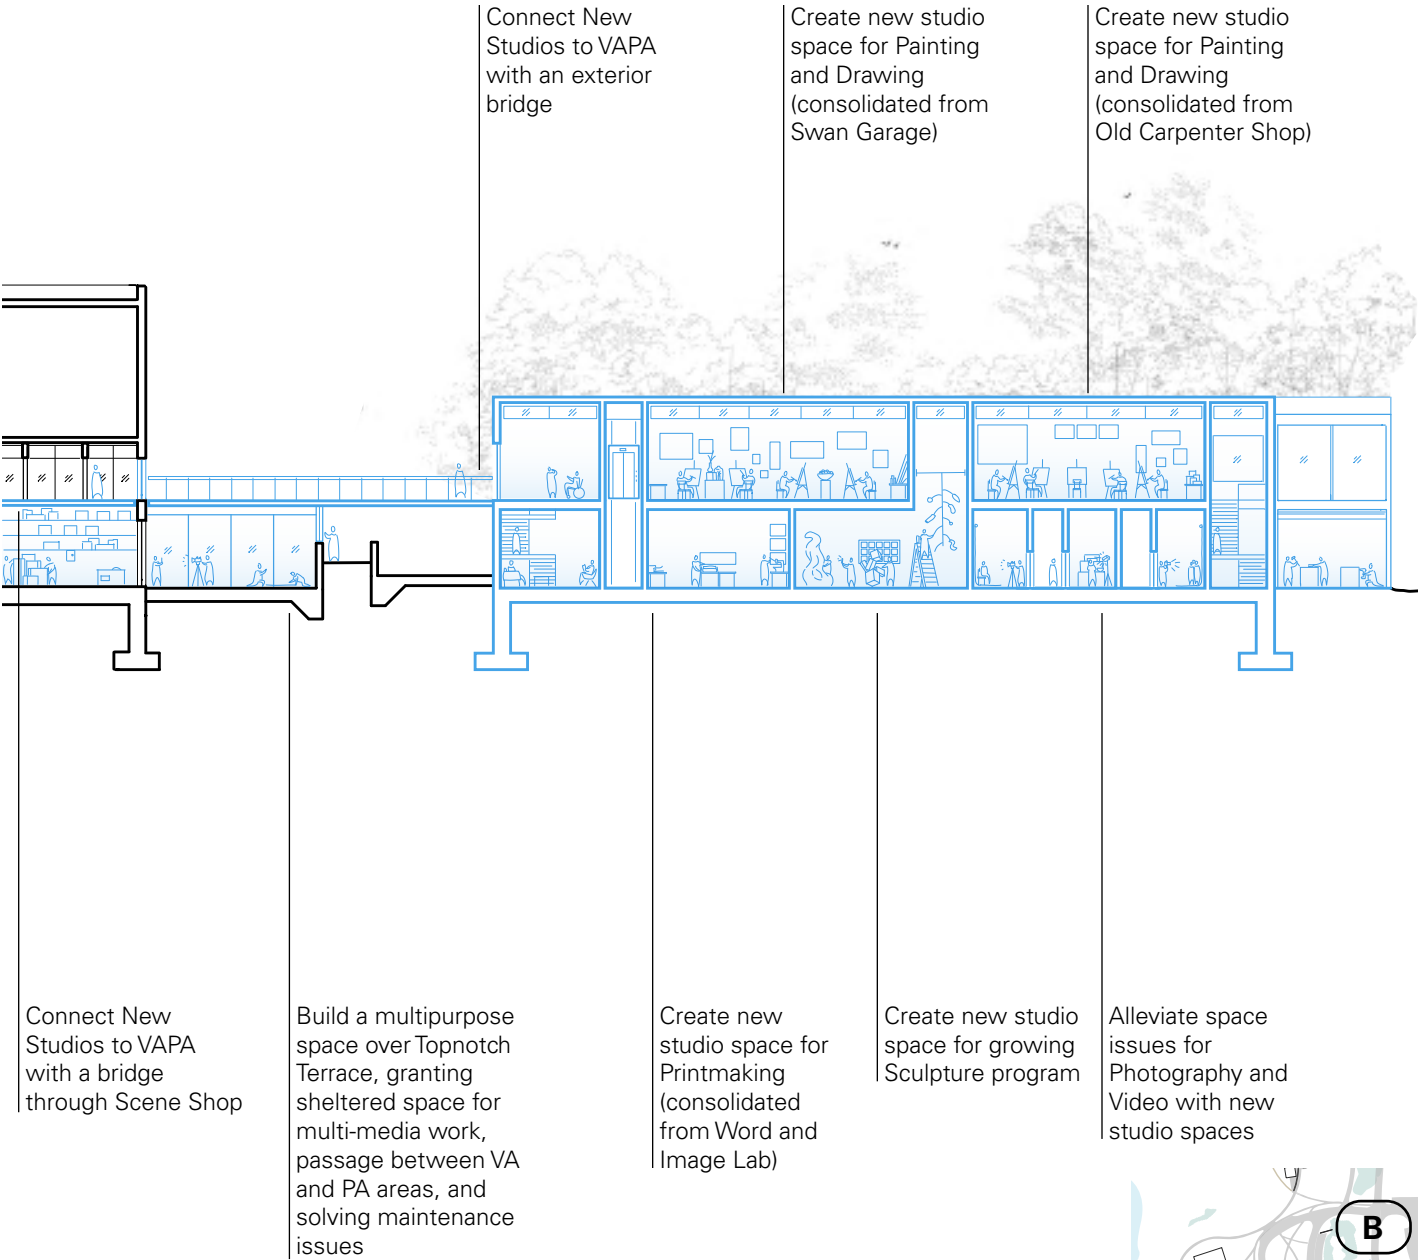 Connect New
Studios to VAPA
with an exterior
bridge
Create new studio
space for Painting
and Drawing
(consolidated from
Swan Garage)
Create new studio
space for Painting
and Drawing
(consolidated from
Old Carpenter Shop)
Connect New
Studios to VAPA
with a bridge
through Scene Shop
Build a multipurpose
space over Topnotch
Terrace, granting
sheltered space for
multi-media work,
passage between VA
and PA areas, and
solving maintenance
issues
Create new
studio space for
Printmaking
(consolidated
from Word and
Image Lab)
Create new studio
space for growing
Sculpture program
Alleviate space
issues for
Photography and
Video with new
studio spaces
B